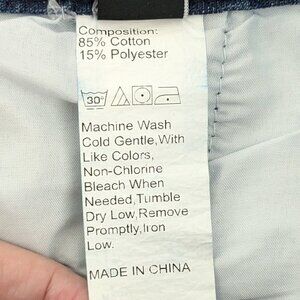 Composition:
85% Cotton
15% Polyester
30°
Machine Wash
Cold Gentle,With
Like Colors,
Non-Chlorine
Bleach When
Needed,Tumble
Dry Low,Remove
Promptly,Iron
Low.
MADE IN CHINA